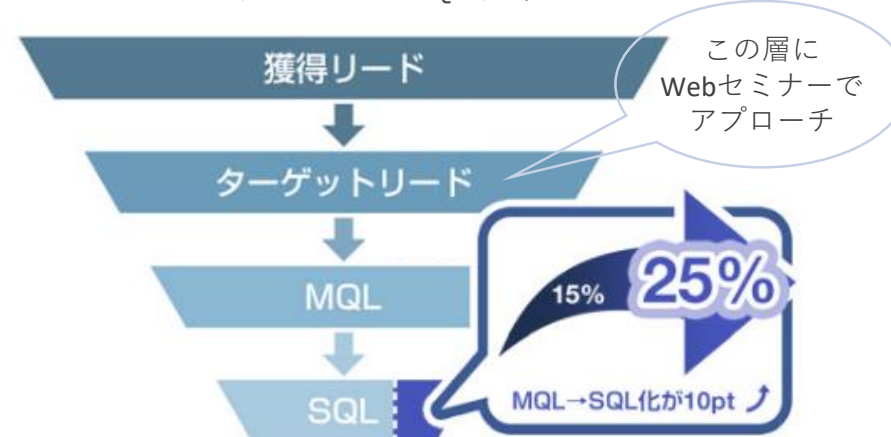 獲得リード
この層に
Webセミナーで
アプローチ
ターゲットリード
MQL
15%
25%
SQL
MQL→SQL化が10pt